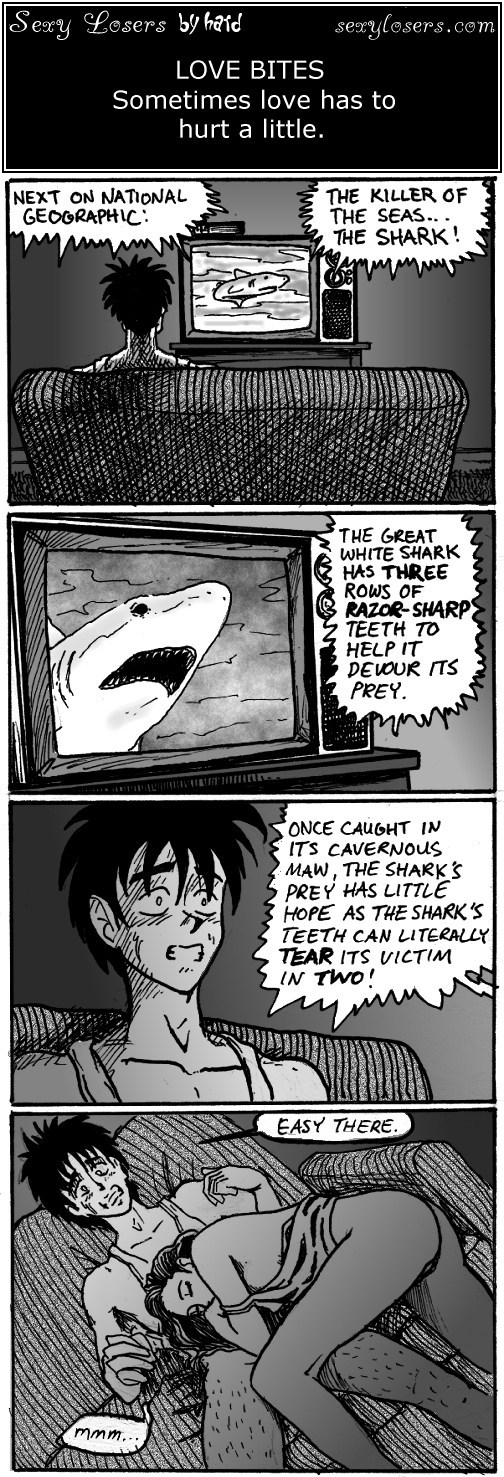 Sexy Losers by hard
sexylosers.com
LOVE BITES
Sometimes love has to
hurt a little.
NEXT ON NATIONAL
GEOGRAPHIC:
THE KILLER OF
THE SEAS...
THE SHARK!
THE GREAT
WHITE SHARK
HAS THREE
ROWS OF
RAZOR-SHARP
TEETH TO
HELP IT
DEVOUR ITS
PREY.
ONCE CAUGHT IN
ITS CAVERNOUS
MAW, THE SHARK'S
PREY HAS LITTLE
HOPE AS THE SHARK'S
TEETH CAN LITERALLY
TEAR ITS VICTIM
IN TWO!
EASY THERE.
mmm...